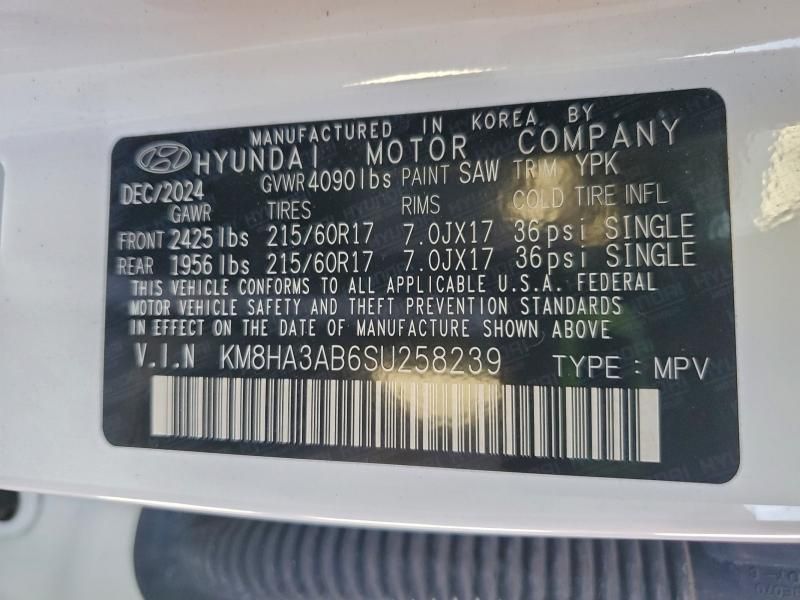 MANUFACTURED IN KOREA BY
HYUNDAI MOTOR COMPANY
DEC/2024 GVWR 4090lbs PAINT SAW TRIM YPK
GAWR TIRES RIMS COLD TIRE INFL
FRONT 2425 lbs 215/60R17 7.0JX17 36psi SINGLE
REAR 1956 lbs 215/60R17 7.0JX17 36psi SINGLE
THIS VEHICLE CONFORMS TO ALL APPLICABLE U.S.A. FEDERAL
MOTOR VEHICLE SAFETY AND THEFT PREVENTION STANDARDS
IN EFFECT ON THE DATE OF MANUFACTURE SHOWN ABOVE
V.I.N KM8HA3AB6SU258239 TYPE : MPV